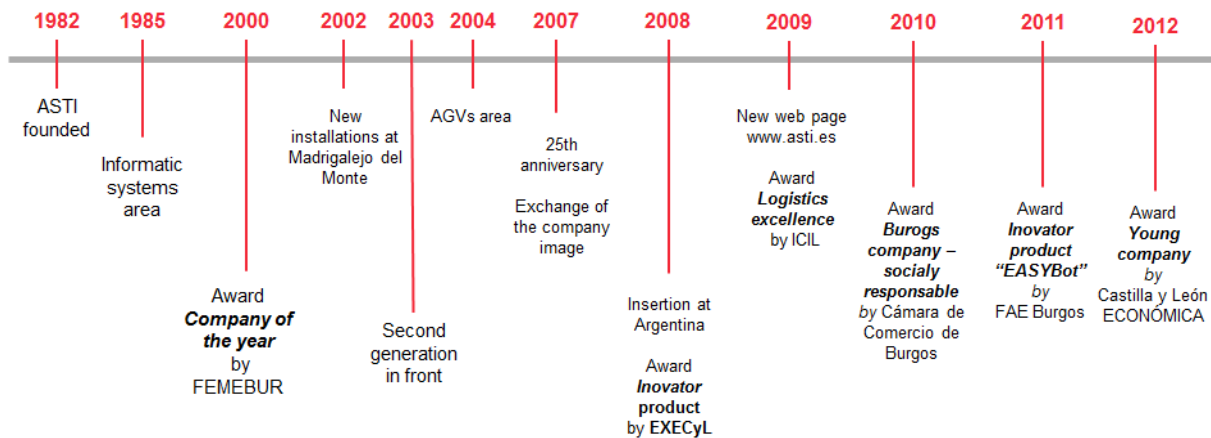 1982
1985
2000
2002
2003
2004
2007
2008
2009
2010
2011
2012
ASTI
founded
Informatic
systems
area
Award
Company of
the year
by
FEMEBUR
New
installations at
Madrigalejo del
Monte
Second
generation
in front
AGVs area
25th
anniversary
Exchange of
the company
image
Insertion at
Argentina
Award
Inovator
product
by EXECyL
New web page
www.asti.es
Award
Logistics
excellence
by ICIL
Award
Burogs
company –
socialy
responsable
by Cámara de
Comercio de
Burgos
Award
Inovator
product
“EASYBot”
by
FAE Burgos
Award
Young
company
by
Castilla y León
ECONÓMICA